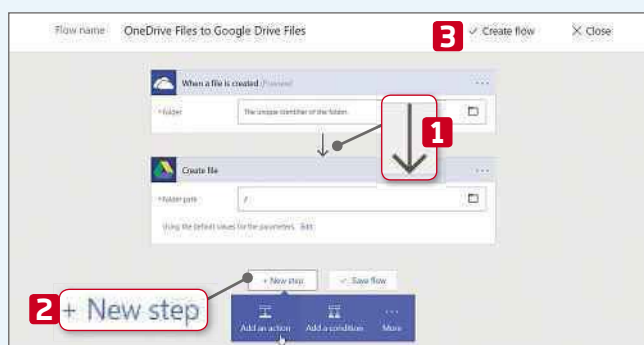 Flow name OneDrive Files to Google Drive Files 3 ✓ Create flow × Close
When a file is created (Preview) ...
*Folder The unique identifier of the folder.
1
Create file ...
*Folder path /
Using the default values for the parameters. Edit
+ New step ✓ Save flow
2 + New step
Add an action Add a condition ... More